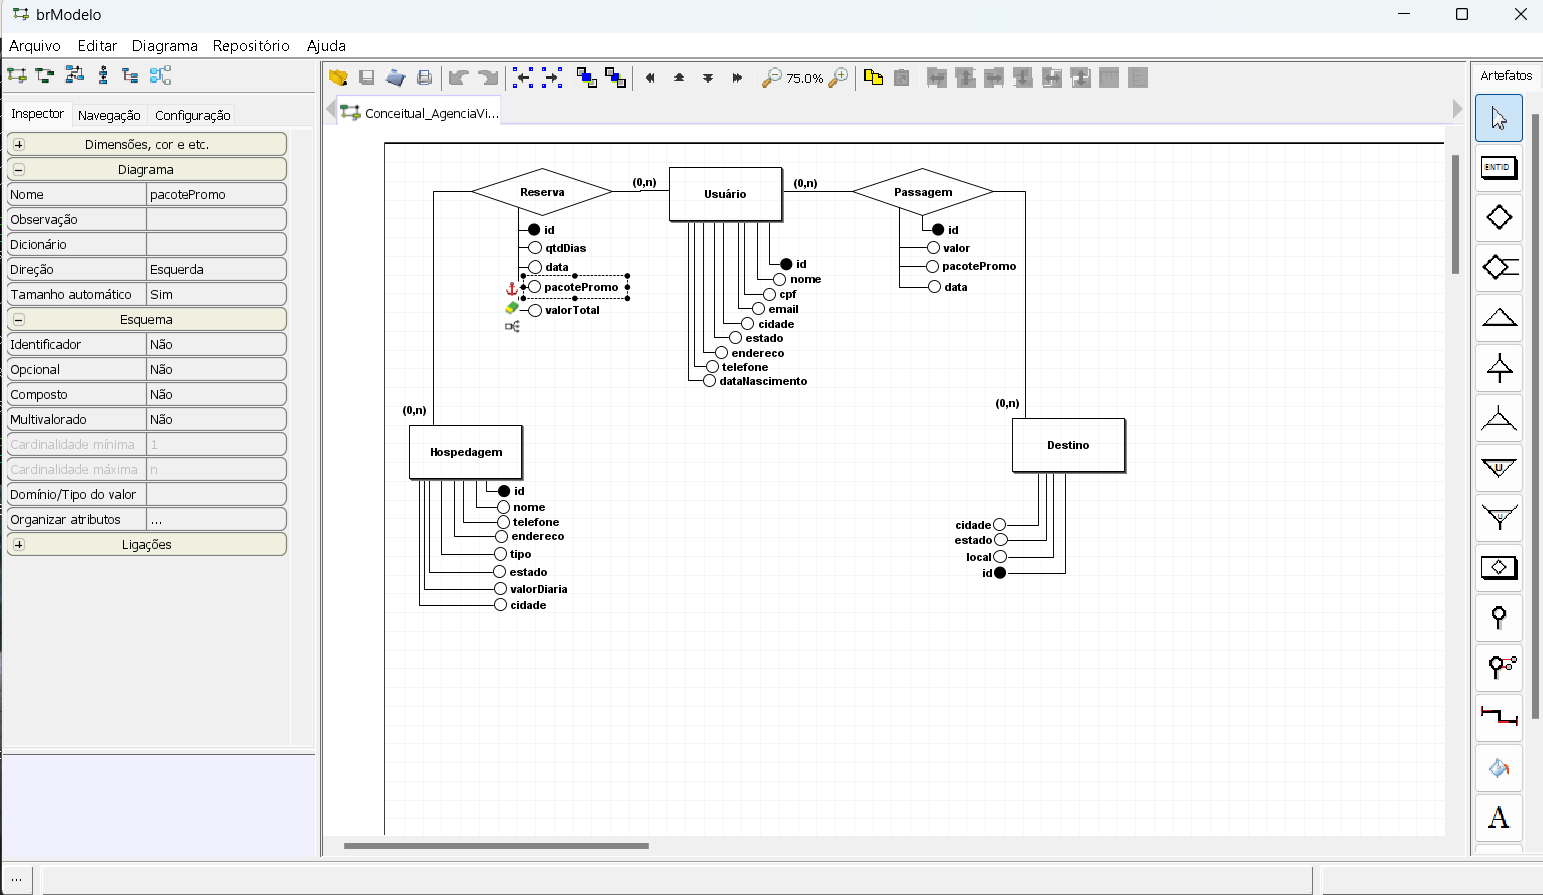 brModelo
Arquivo Editar Diagrama Repositório Ajuda
75.0%
Artefatos
Inspector Navegação Configuração
Conceitual_AgenciaVi...
Dimensões, cor e etc.
Diagrama
Nome pacotePromo
Observação
Dicionário
Direção Esquerda
Tamanho automático Sim
Esquema
Identificador Não
Opcional Não
Composto Não
Multivalorado Não
Cardinalidade mínima 1
Cardinalidade máxima n
Domínio/Tipo do valor
Organizar atributos ...
Ligações
Reserva
(0,n)
Usuário
(0,n)
Passagem
id
qtdDias
data
pacotePromo
valorTotal
id
nome
cpf
email
cidade
estado
endereco
telefone
dataNascimento
id
valor
pacotePromo
data
(0,n)
Hospedagem
id
nome
telefone
endereco
tipo
estado
valorDiaria
cidade
(0,n)
Destino
cidade
estado
local
id
ENTID
U
U
A
...